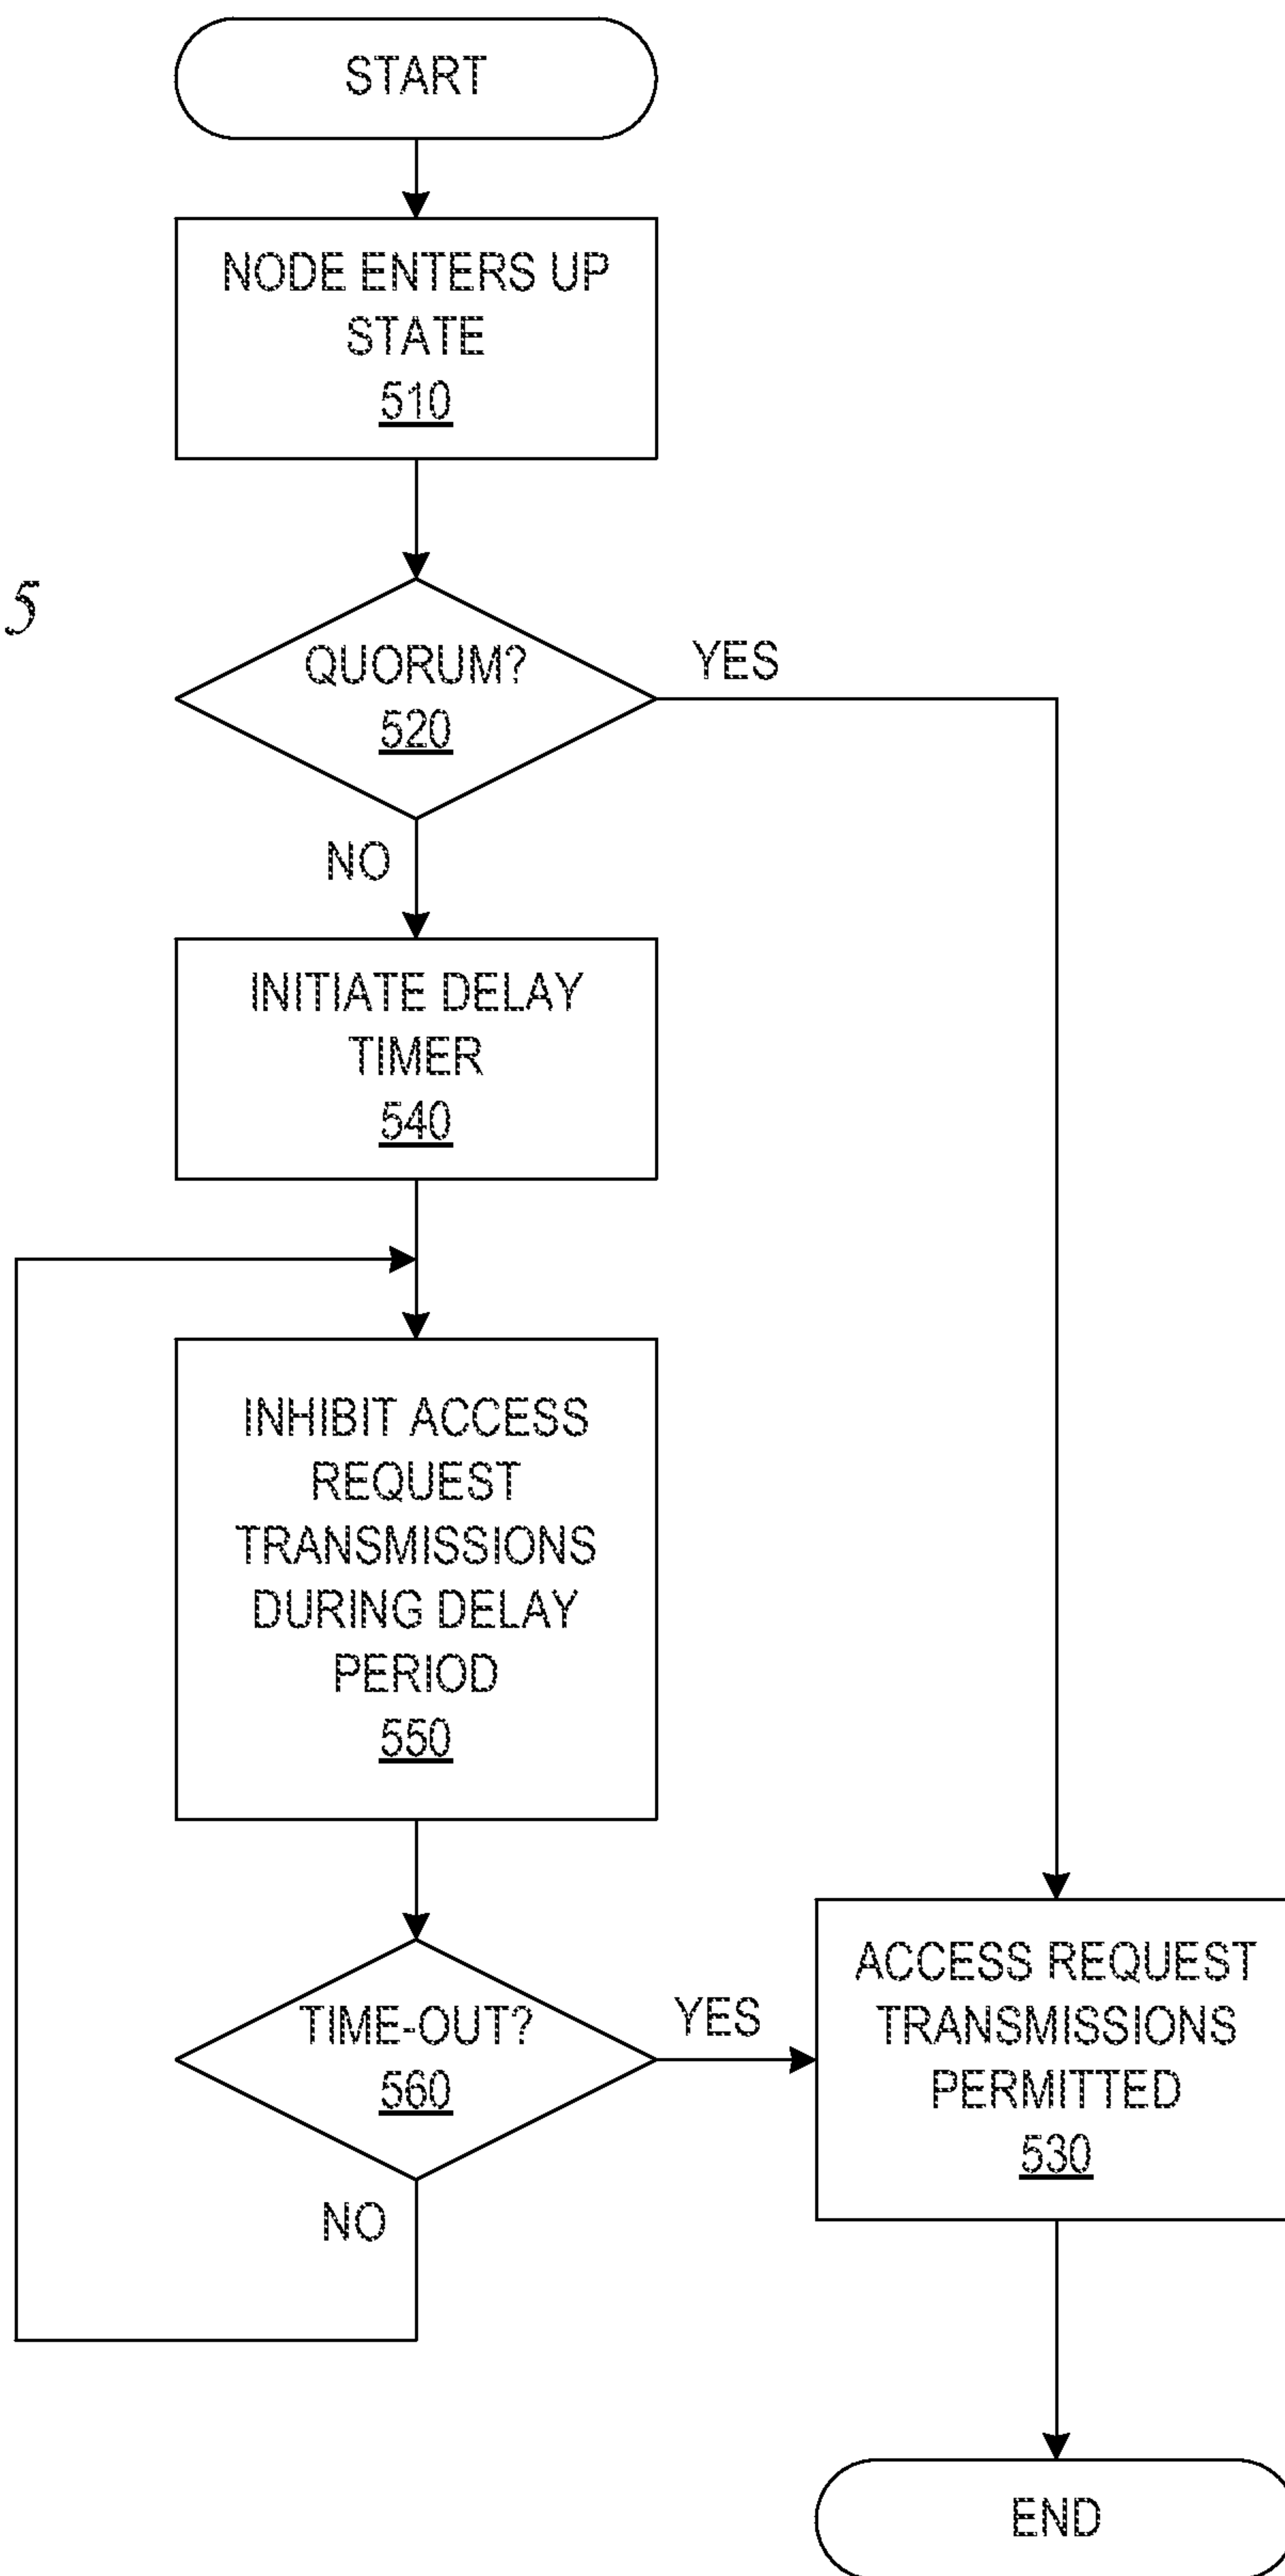 START
NODE ENTERS UP
STATE
510
5
QUORUM?
520
YES
NO
INITIATE DELAY
TIMER
540
INHIBIT ACCESS
REQUEST
TRANSMISSIONS
DURING DELAY
PERIOD
550
TIME-OUT?
560
YES
NO
ACCESS REQUEST
TRANSMISSIONS
PERMITTED
530
END